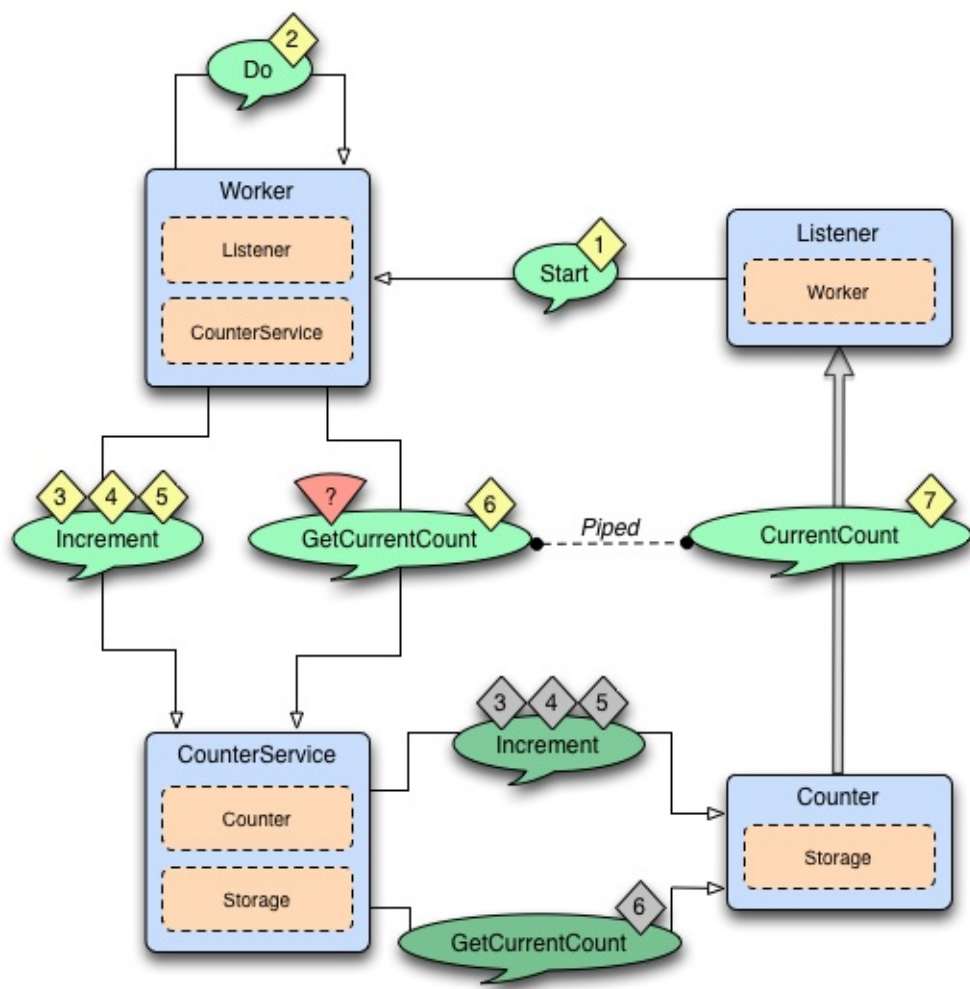 2
Do
Worker
Listener
CounterService
1
Start
Listener
Worker
3 4 5
Increment
?
6
GetCurrentCount
Piped
7
CurrentCount
CounterService
Counter
Storage
3 4 5
Increment
6
GetCurrentCount
Counter
Storage